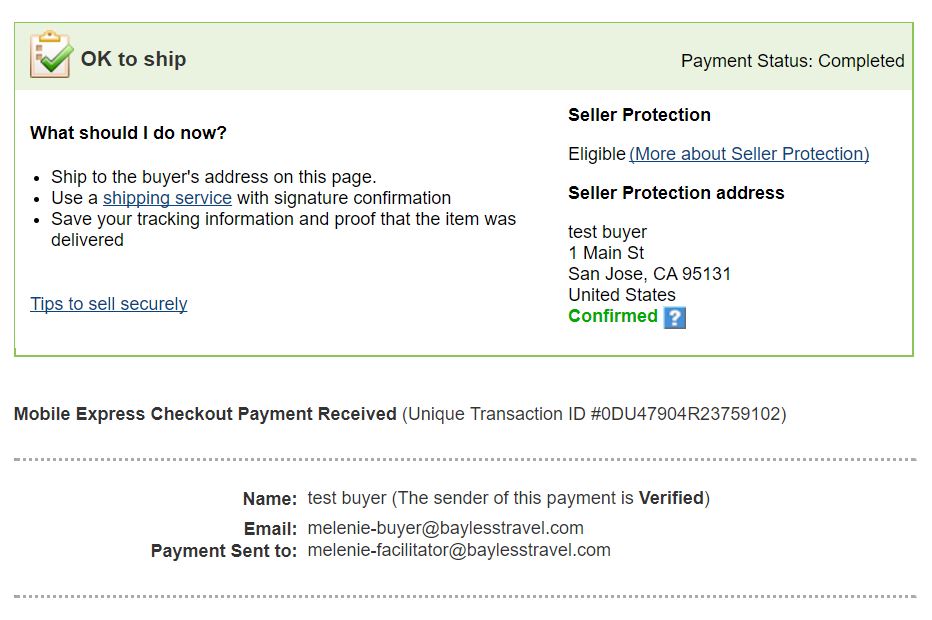 OK to ship
Payment Status: Completed
What should I do now?
• Ship to the buyer's address on this page.
• Use a shipping service with signature confirmation
• Save your tracking information and proof that the item was
delivered
Tips to sell securely
Seller Protection
Eligible (More about Seller Protection)
Seller Protection address
test buyer
1 Main St
San Jose, CA 95131
United States
Confirmed ?
Mobile Express Checkout Payment Received (Unique Transaction ID #0DU47904R23759102)
Name: test buyer (The sender of this payment is Verified)
Email: melenie-buyer@baylesstravel.com
Payment Sent to: melenie-facilitator@baylesstravel.com